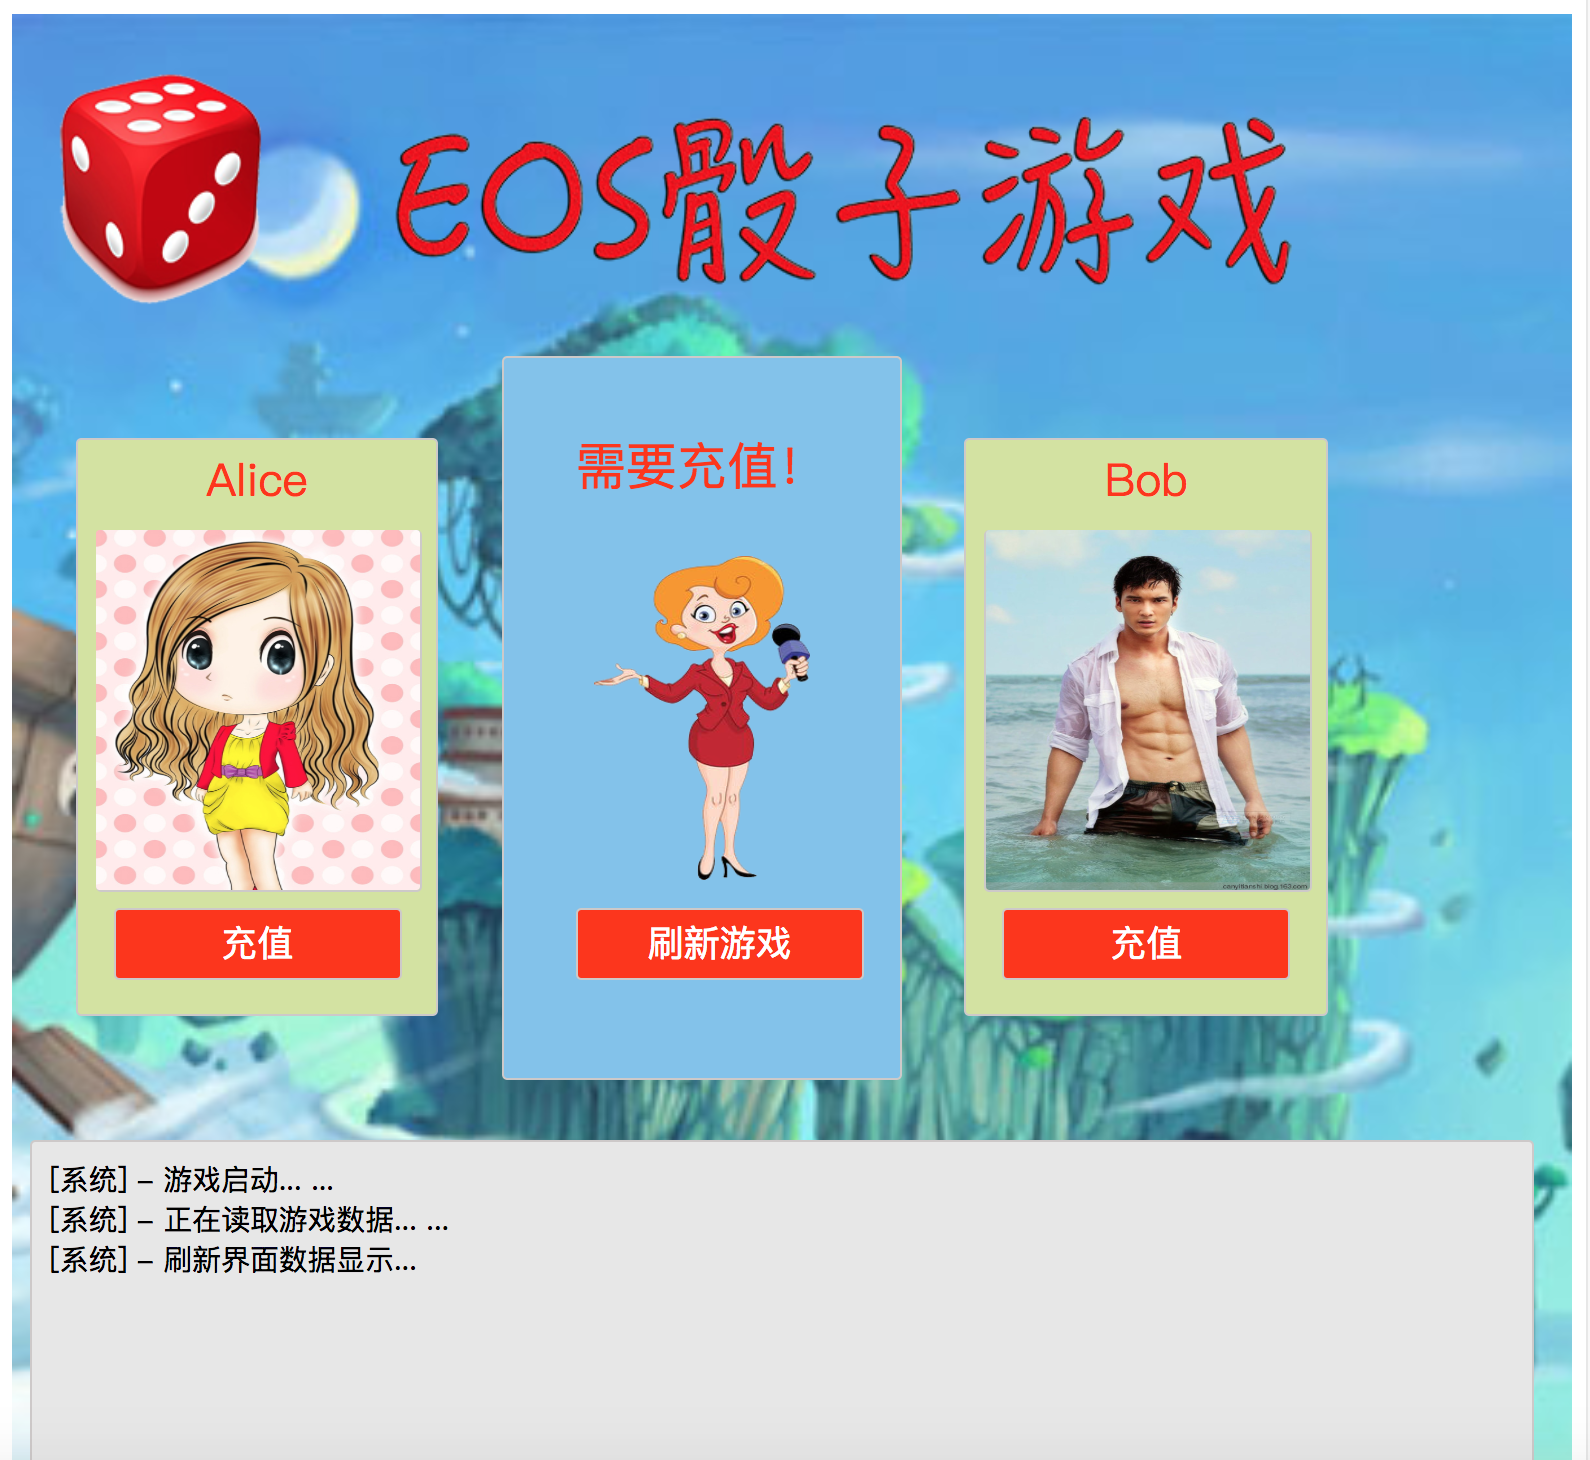 EOS骰子游戏
需要充值！
Alice
Bob
充值
刷新游戏
充值
[系统] – 游戏启动... ...
[系统] – 正在读取游戏数据... ...
[系统] – 刷新界面数据显示...